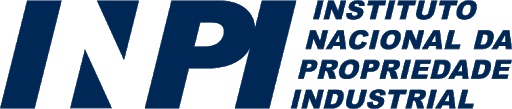 INPI
INSTITUTO
NACIONAL DA
PROPRIEDADE
INDUSTRIAL